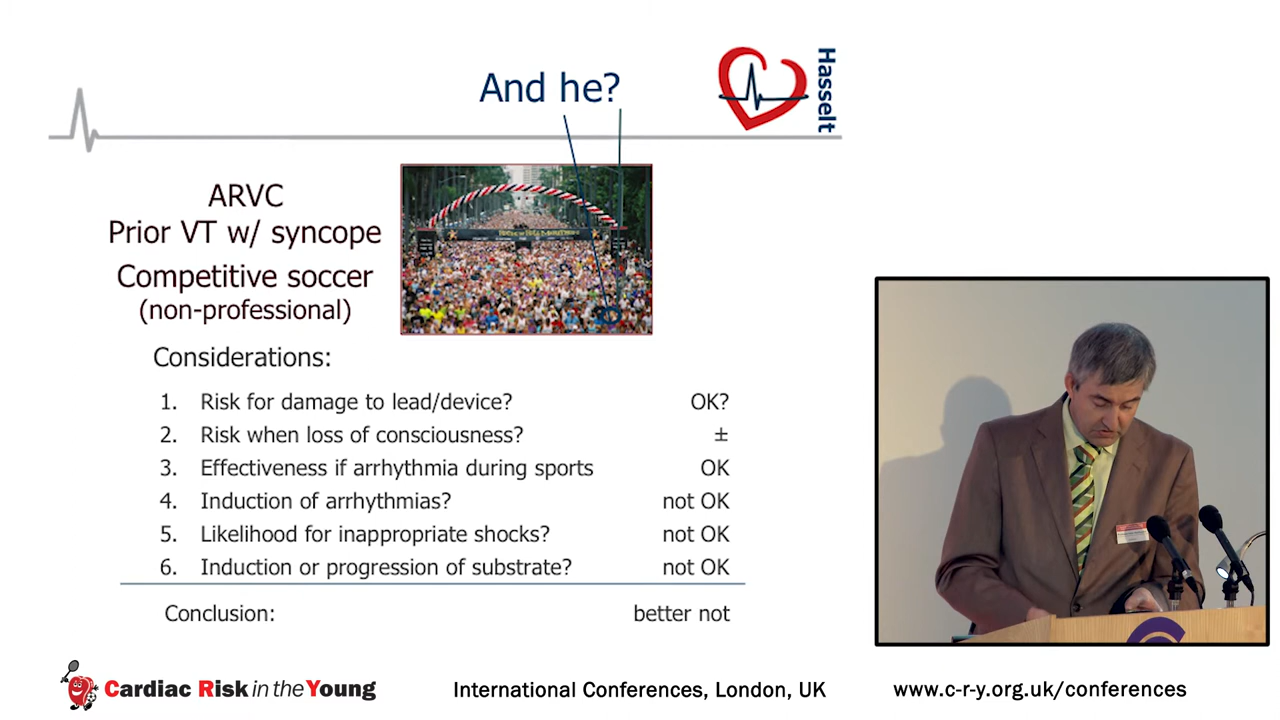 And he?
Hasselt
ARVC
Prior VT w/ syncope
Competitive soccer
(non-professional)
Considerations:
1. Risk for damage to lead/device? OK?
2. Risk when loss of consciousness? ±
3. Effectiveness if arrhythmia during sports OK
4. Induction of arrhythmias? not OK
5. Likelihood for inappropriate shocks? not OK
6. Induction or progression of substrate? not OK
Conclusion: better not
Cardiac Risk in the Young
International Conferences, London, UK
www.c-r-y.org.uk/conferences